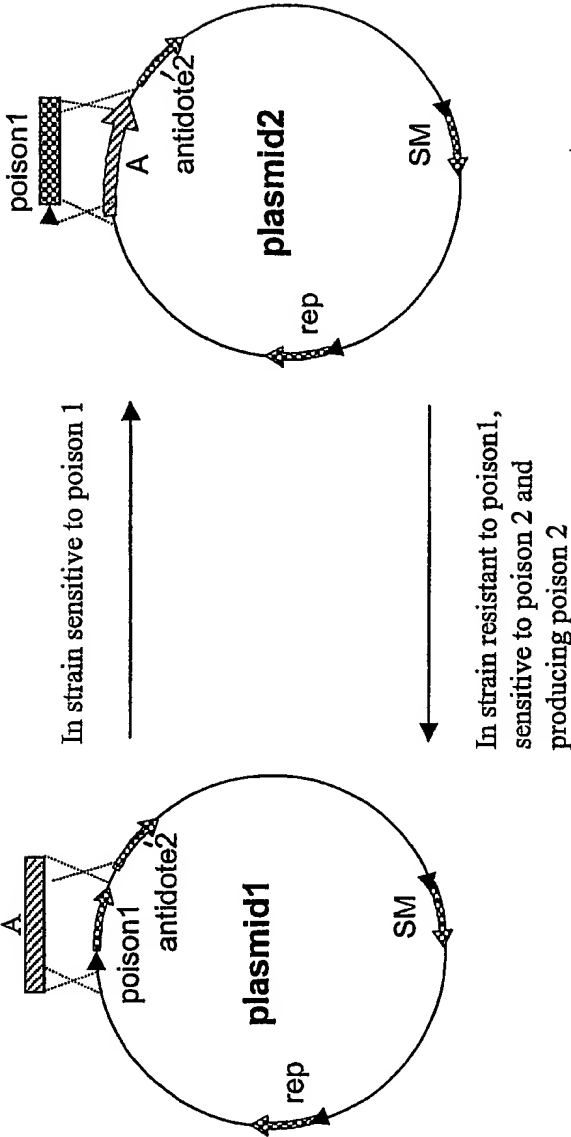 A
poison1
antidote2
plasmid1
rep
SM
In strain sensitive to poison 1
In strain resistant to poison1,
sensitive to poison 2 and
producing poison 2
poison1
A
antidote2
plasmid2
rep
SM